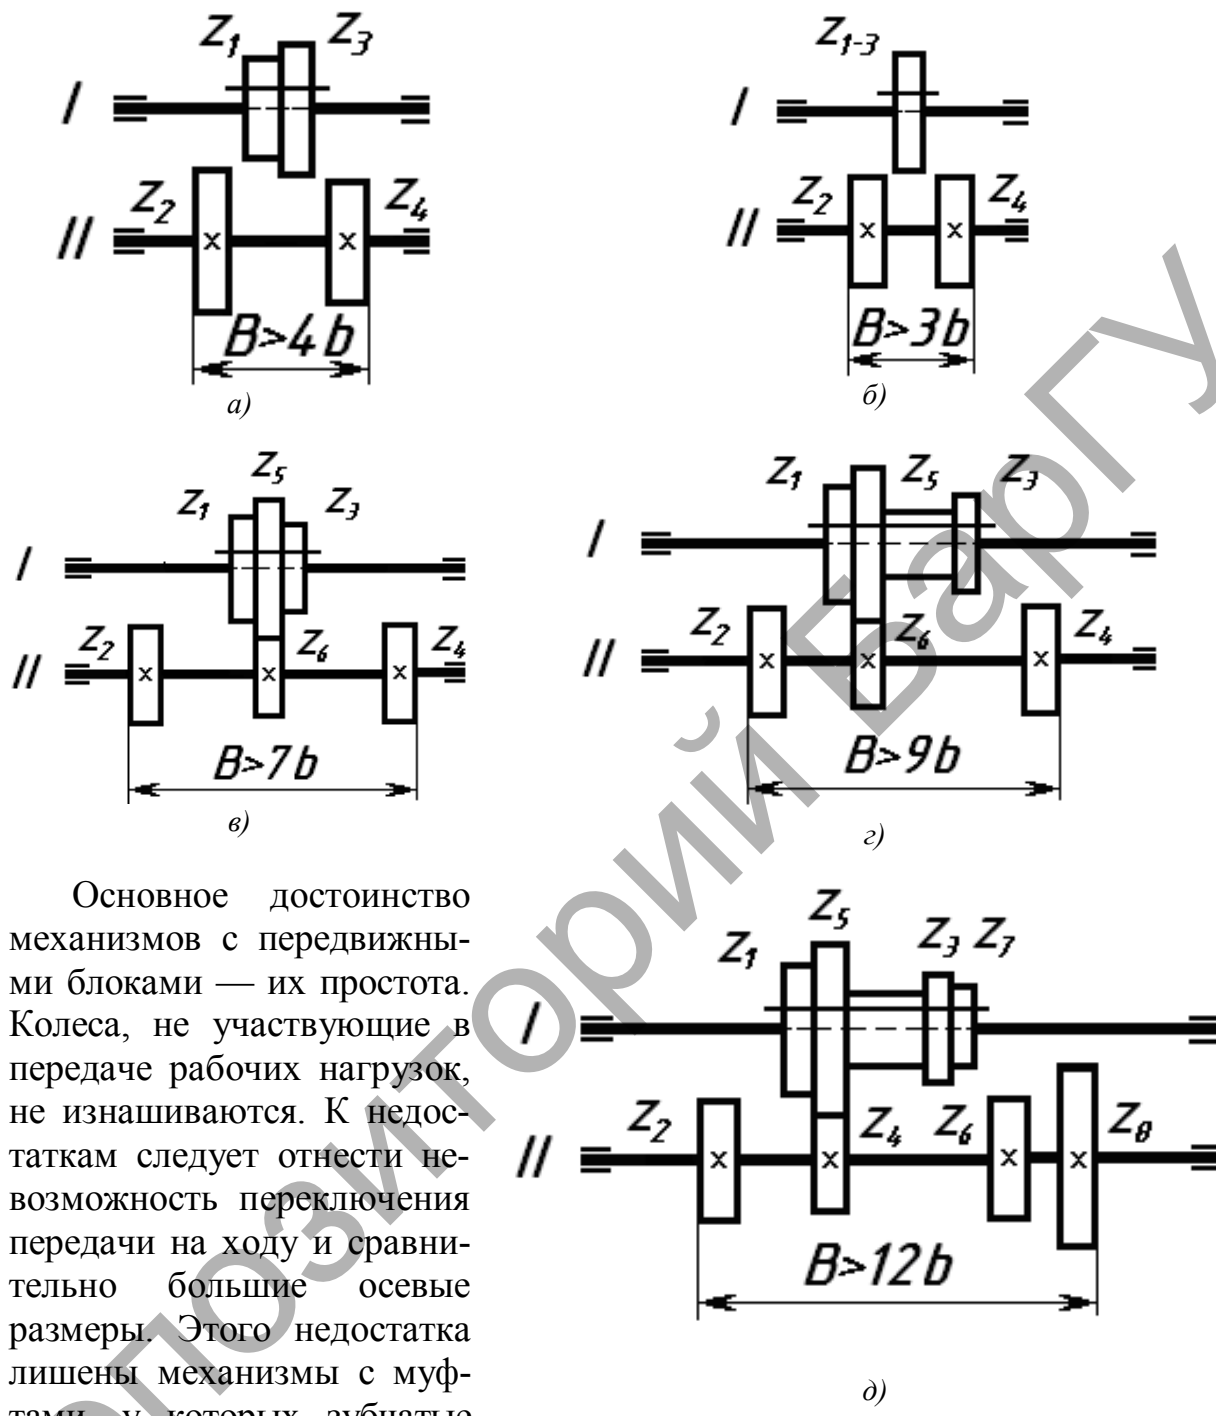 z₁ z₃
I
z₂ z₄
II
B>4b
а)
z₁₋₃
I
z₂ z₄
II
B>3b
б)
z₅
z₁ z₃
I
z₂ z₆ z₄
II
B>7b
в)
z₁ z₅ z₃
I
z₂ z₆ z₄
II
B>9b
г)
Основное достоинство
механизмов с передвижны-
ми блоками — их простота.
Колеса, не участвующие в
передаче рабочих нагрузок,
не изнашиваются. К недос-
таткам следует отнести не-
возможность переключения
передачи на ходу и сравни-
тельно большие осевые
размеры. Этого недостатка
лишены механизмы с муф-
тами, у которых зубчатые
z₅
z₁ z₃ z₇
I
z₂ z₄ z₆ z₈
II
B>12b
д)
позиторий БарГУ